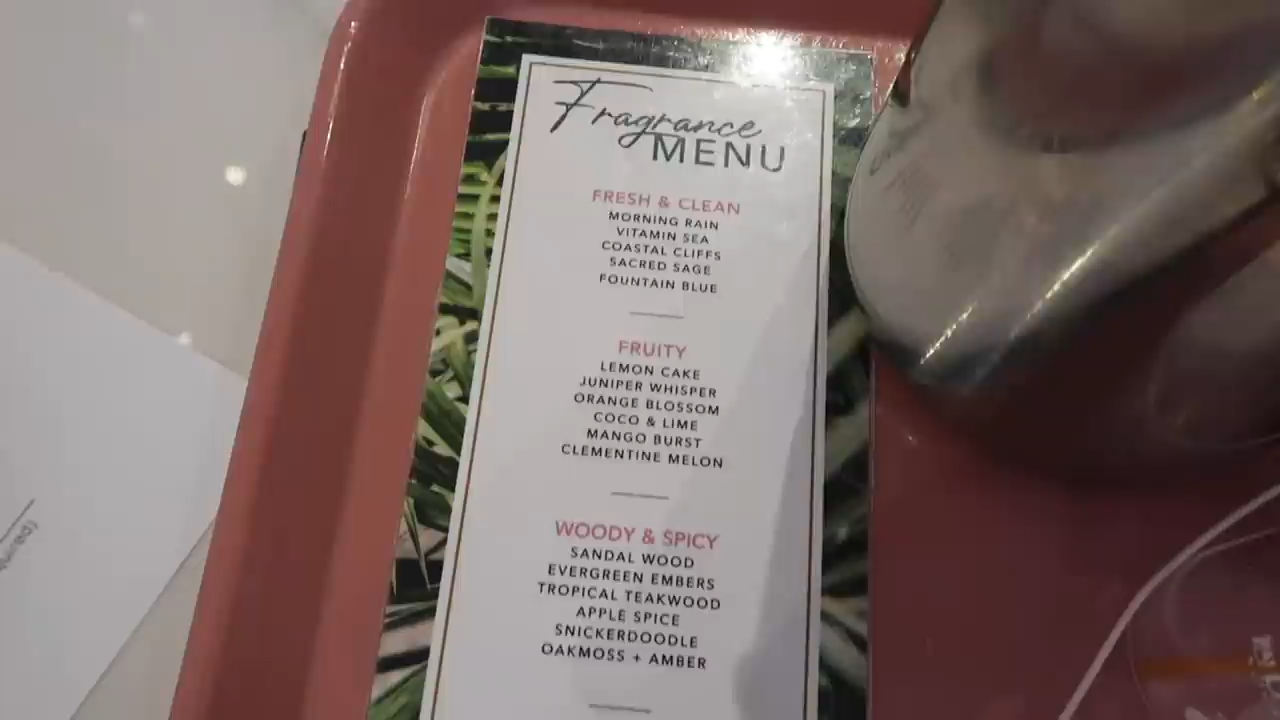 Fragrance
MENU
FRESH & CLEAN
MORNING RAIN
VITAMIN SEA
COASTAL CLIFFS
SACRED SAGE
FOUNTAIN BLUE
FRUITY
LEMON CAKE
JUNIPER WHISPER
ORANGE BLOSSOM
COCO & LIME
MANGO BURST
CLEMENTINE MELON
WOODY & SPICY
SANDAL WOOD
EVERGREEN EMBERS
TROPICAL TEAKWOOD
APPLE SPICE
SNICKERDOODLE
OAKMOSS + AMBER